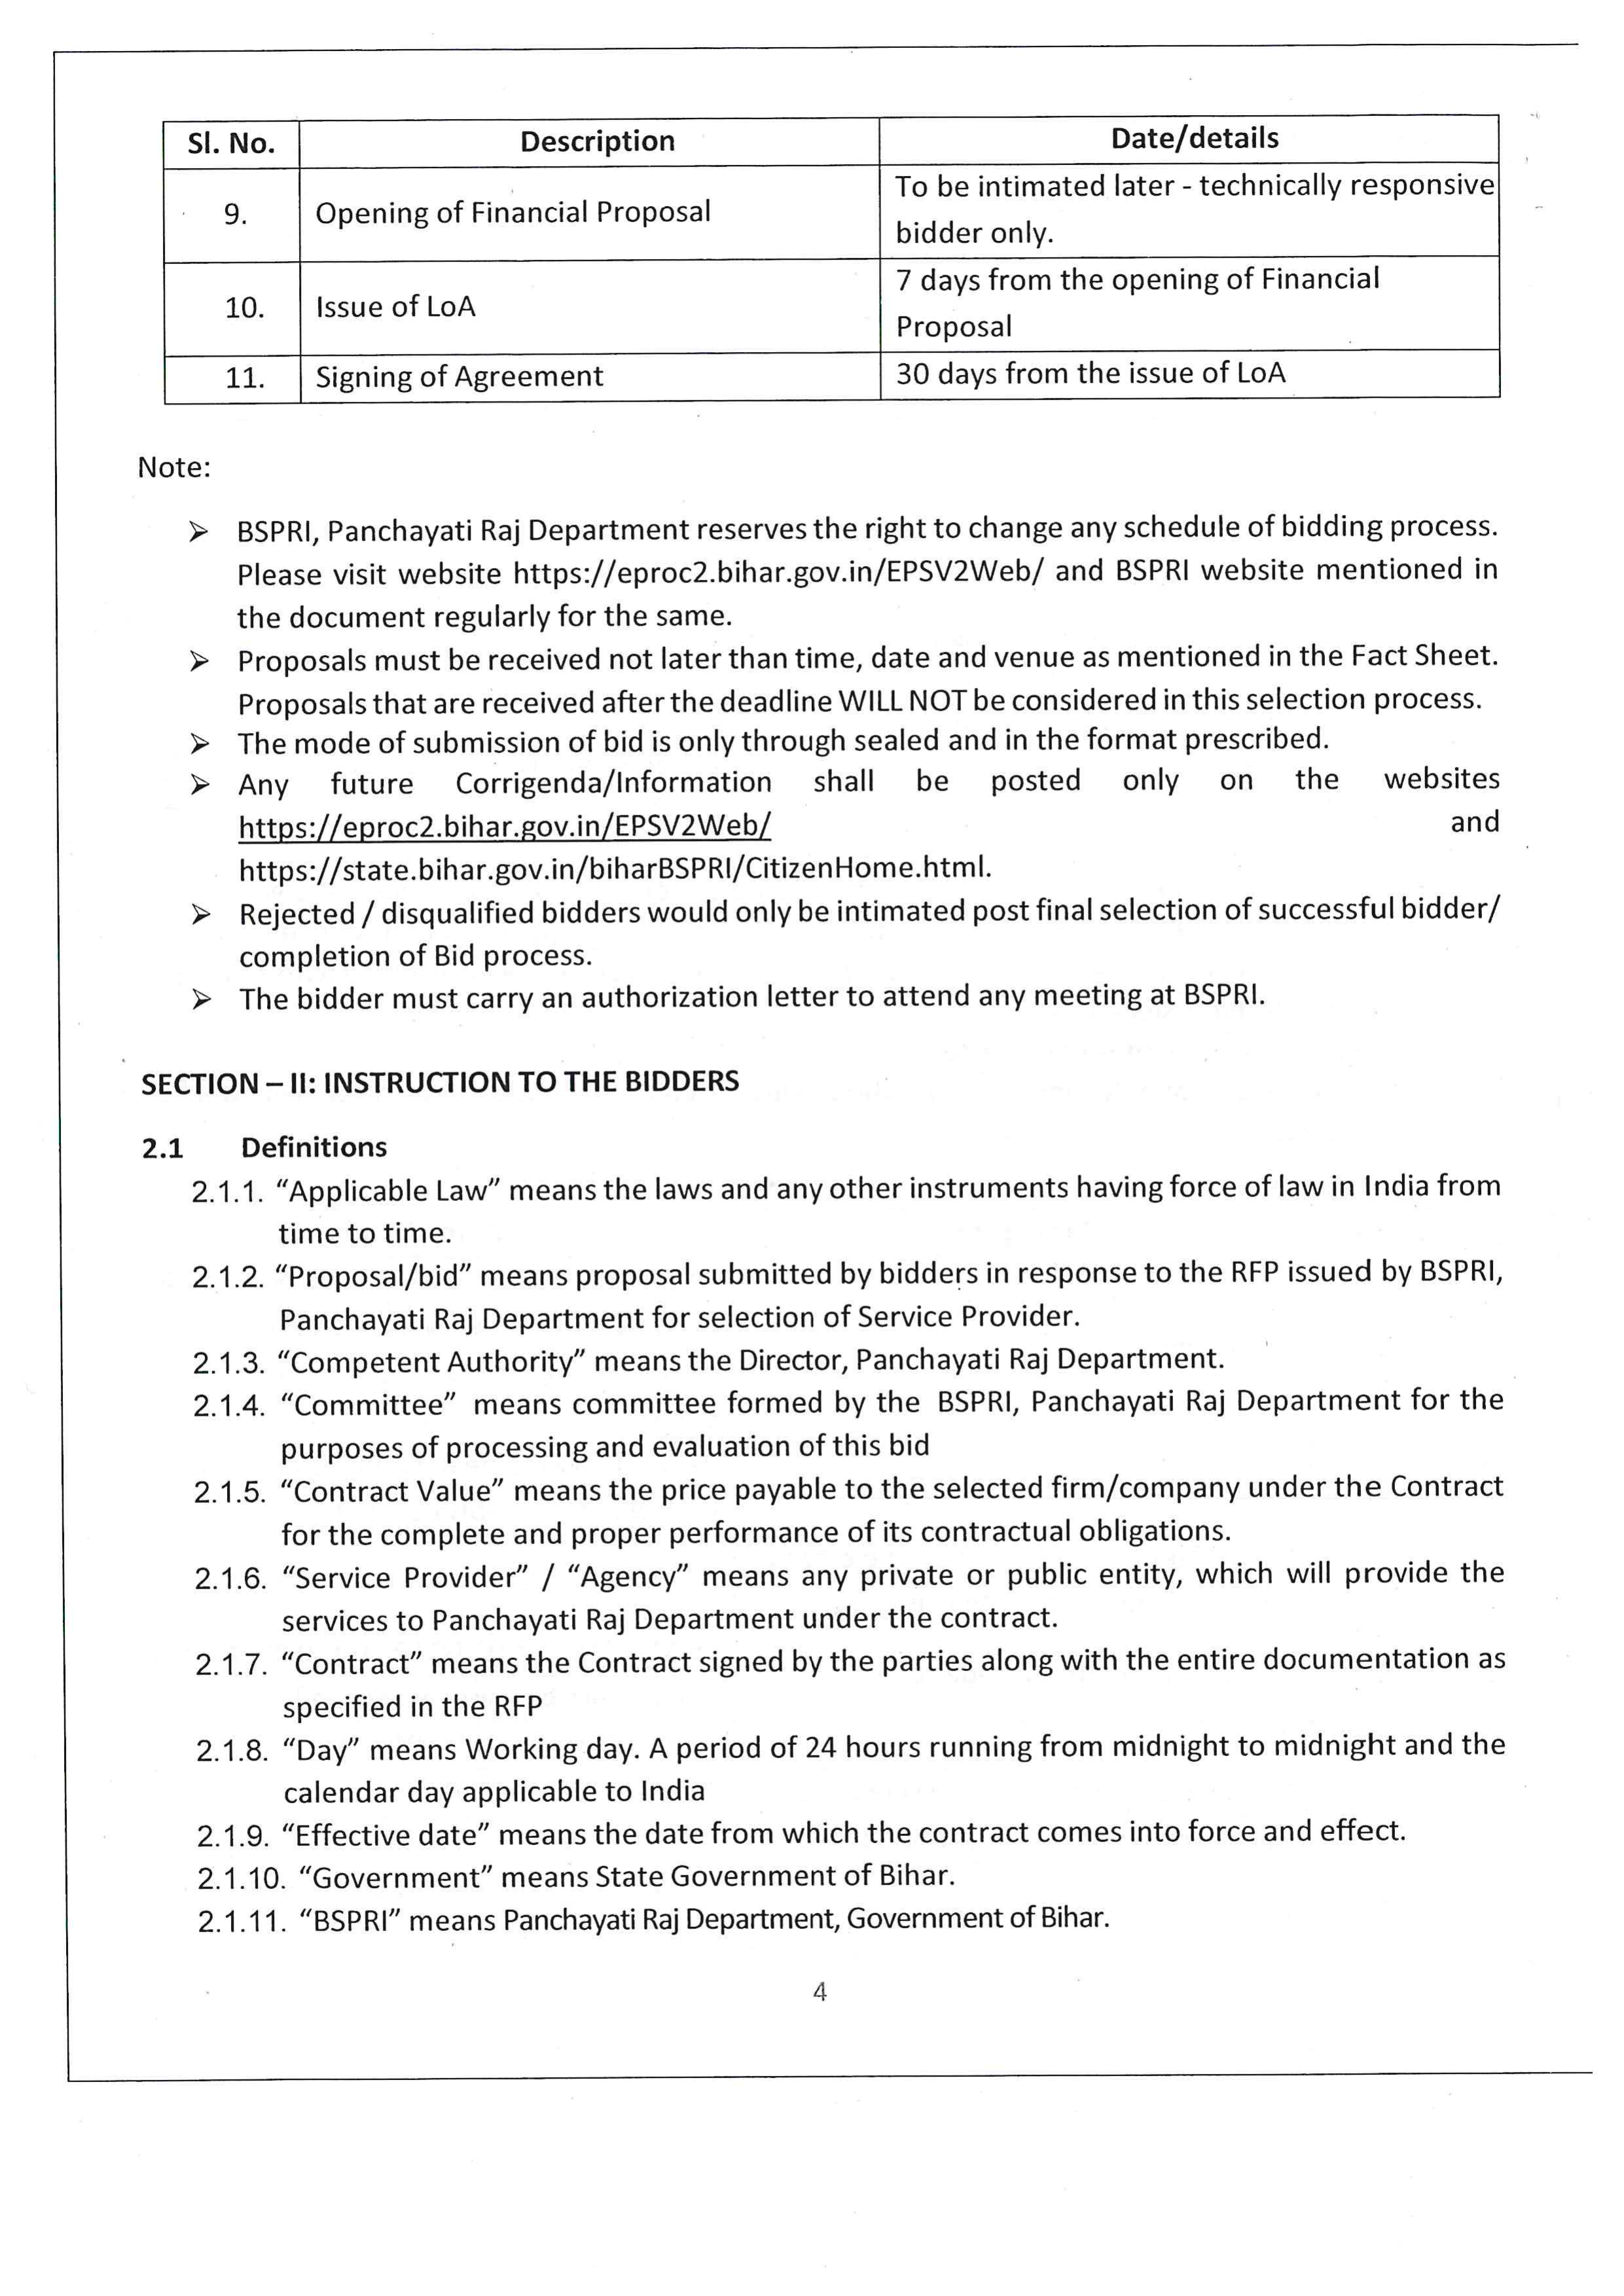 Sl. No. Description Date/details
9. Opening of Financial Proposal To be intimated later - technically responsive
bidder only.
10. Issue of LoA 7 days from the opening of Financial
Proposal
11. Signing of Agreement 30 days from the issue of LoA
Note:
➢ BSPRI, Panchayati Raj Department reserves the right to change any schedule of bidding process.
Please visit website https://eproc2.bihar.gov.in/EPSV2Web/ and BSPRI website mentioned in
the document regularly for the same.
➢ Proposals must be received not later than time, date and venue as mentioned in the Fact Sheet.
Proposals that are received after the deadline WILL NOT be considered in this selection process.
➢ The mode of submission of bid is only through sealed and in the format prescribed.
➢ Any future Corrigenda/Information shall be posted only on the websites
https://eproc2.bihar.gov.in/EPSV2Web/ and
https://state.bihar.gov.in/biharBSPRI/CitizenHome.html.
➢ Rejected / disqualified bidders would only be intimated post final selection of successful bidder/
completion of Bid process.
➢ The bidder must carry an authorization letter to attend any meeting at BSPRI.
SECTION – II: INSTRUCTION TO THE BIDDERS
2.1 Definitions
2.1.1. “Applicable Law” means the laws and any other instruments having force of law in India from
time to time.
2.1.2. “Proposal/bid” means proposal submitted by bidders in response to the RFP issued by BSPRI,
Panchayati Raj Department for selection of Service Provider.
2.1.3. “Competent Authority” means the Director, Panchayati Raj Department.
2.1.4. “Committee” means committee formed by the BSPRI, Panchayati Raj Department for the
purposes of processing and evaluation of this bid
2.1.5. “Contract Value” means the price payable to the selected firm/company under the Contract
for the complete and proper performance of its contractual obligations.
2.1.6. “Service Provider” / “Agency” means any private or public entity, which will provide the
services to Panchayati Raj Department under the contract.
2.1.7. “Contract” means the Contract signed by the parties along with the entire documentation as
specified in the RFP
2.1.8. “Day” means Working day. A period of 24 hours running from midnight to midnight and the
calendar day applicable to India
2.1.9. “Effective date” means the date from which the contract comes into force and effect.
2.1.10. “Government” means State Government of Bihar.
2.1.11. “BSPRI” means Panchayati Raj Department, Government of Bihar.
4